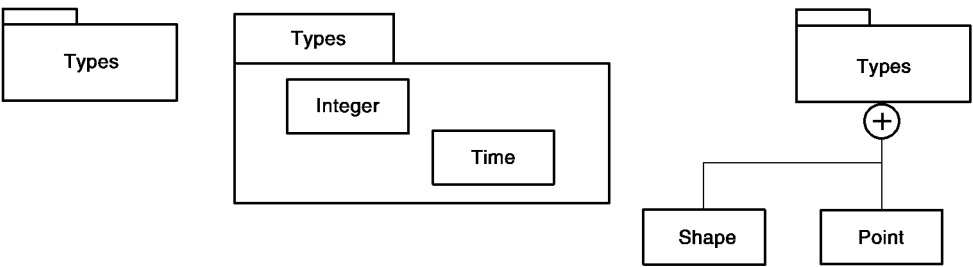 Types
Types
Integer
Time
Types
Shape
Point